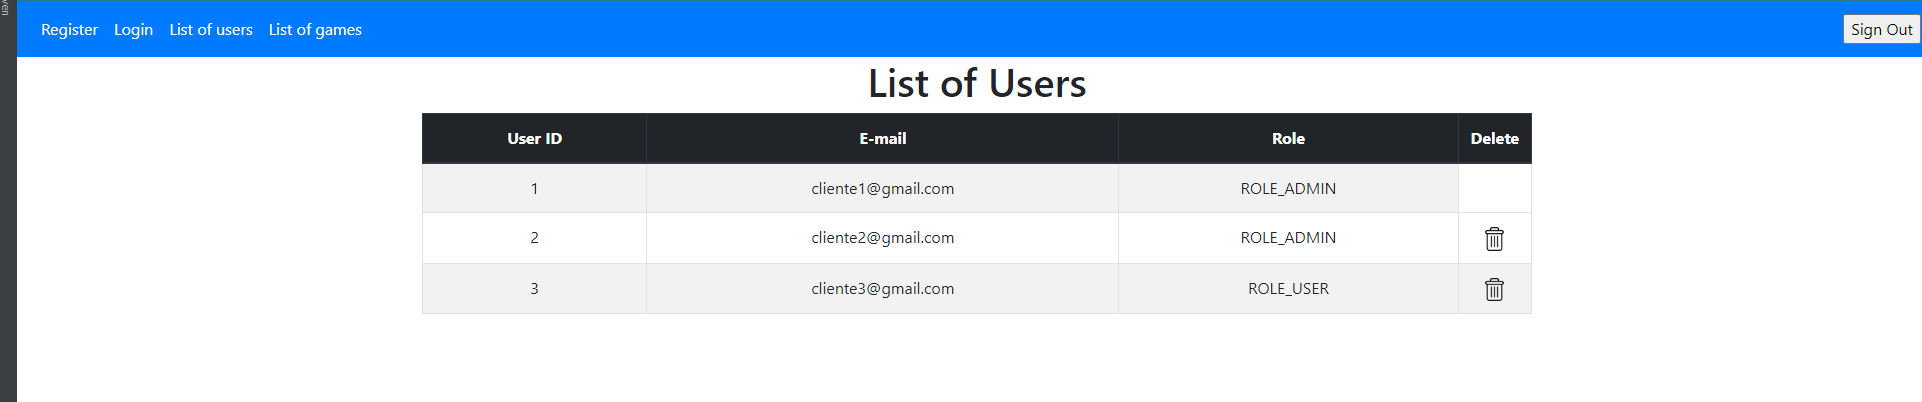 ven
Register Login List of users List of games Sign Out
List of Users
User ID E-mail Role Delete
1 cliente1@gmail.com ROLE_ADMIN
2 cliente2@gmail.com ROLE_ADMIN
3 cliente3@gmail.com ROLE_USER